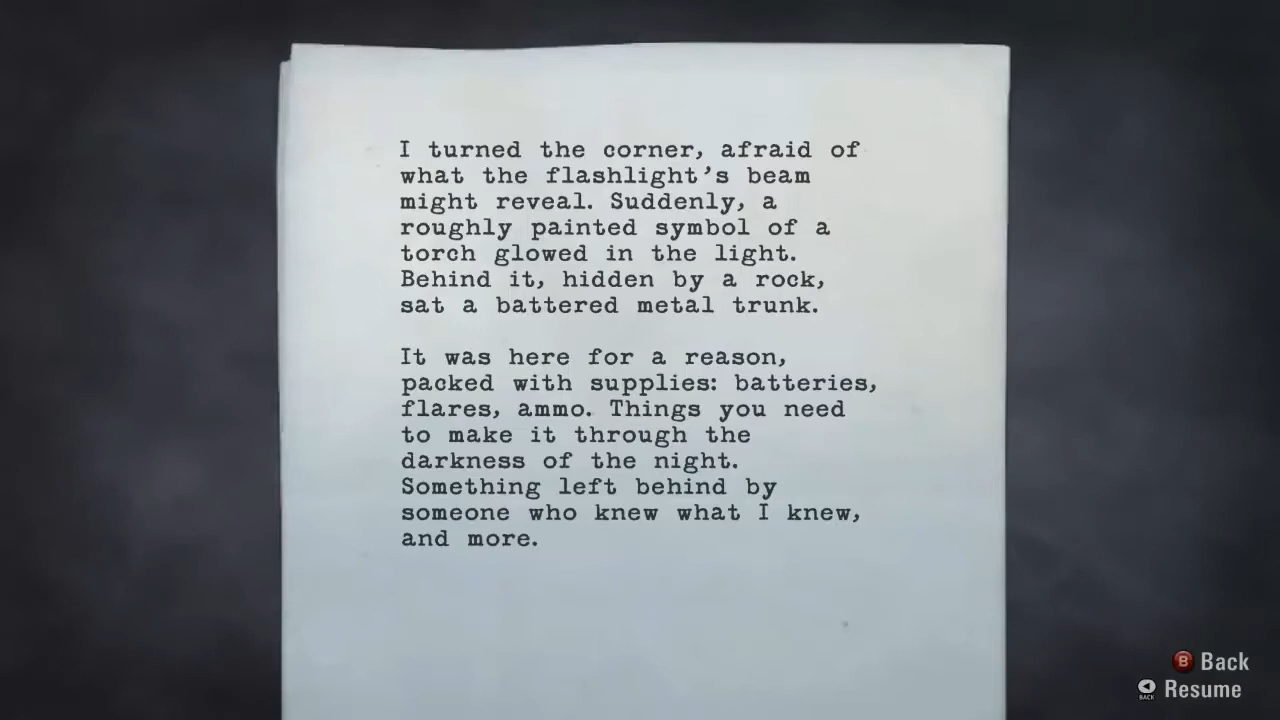 I turned the corner, afraid of
what the flashlight's beam
might reveal. Suddenly, a
roughly painted symbol of a
torch glowed in the light.
Behind it, hidden by a rock,
sat a battered metal trunk.
It was here for a reason,
packed with supplies: batteries,
flares, ammo. Things you need
to make it through the
darkness of the night.
Something left behind by
someone who knew what I knew,
and more.
B Back
BACK Resume